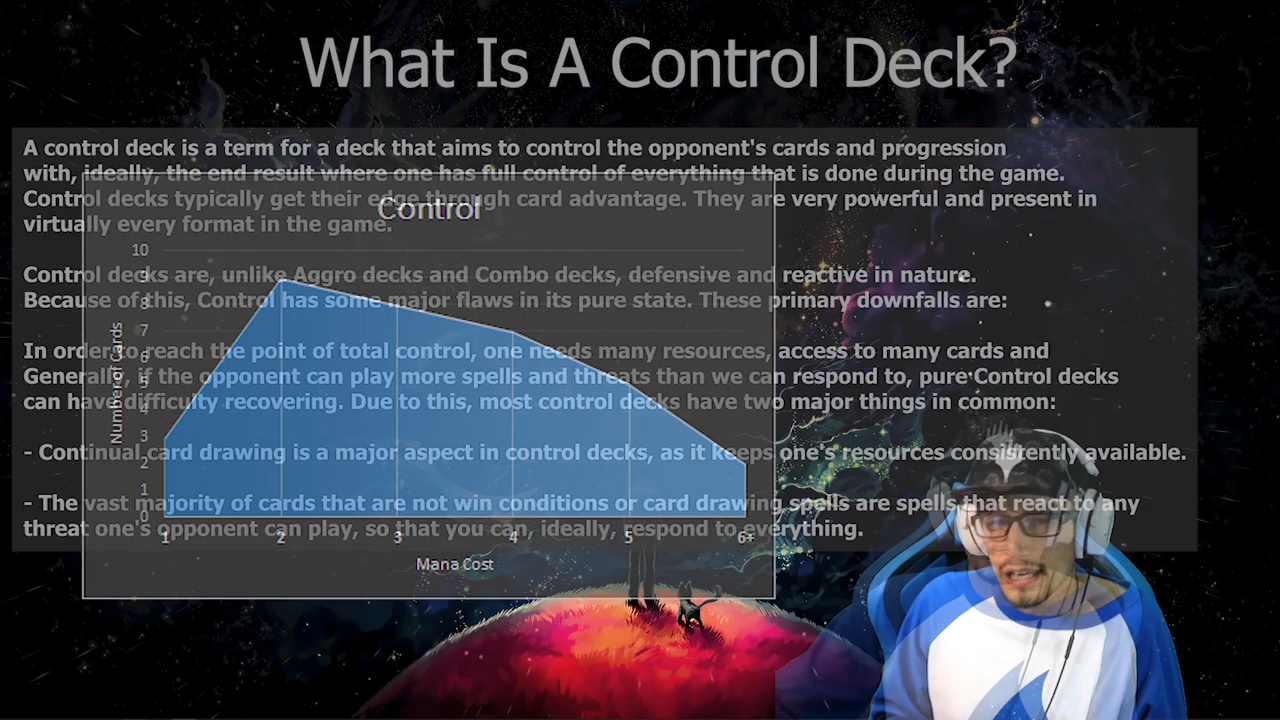 What Is A Control Deck?
A control deck is a term for a deck that aims to control the opponent's cards and progression
with, ideally, the end result where one has full control of everything that is done during the game.
Control decks typically get their edge through card advantage. They are very powerful and present in
virtually every format in the game.
Control decks are, unlike Aggro decks and Combo decks, defensive and reactive in nature.
Because of this, Control has some major flaws in its pure state. These primary downfalls are:
In order to reach the point of total control, one needs many resources, access to many cards and
Generally, if the opponent can play more spells and threats than we can respond to, pure Control decks
can have difficulty recovering. Due to this, most control decks have two major things in common:
- Continual card drawing is a major aspect in control decks, as it keeps one's resources consistently available.
- The vast majority of cards that are not win conditions or card drawing spells are spells that react to any
threat one's opponent can play, so that you can, ideally, respond to everything.
Control
10
9
8
7
6
5
4
3
2
1
0
Number of Cards
1 2 3 4 5 6+
Mana Cost